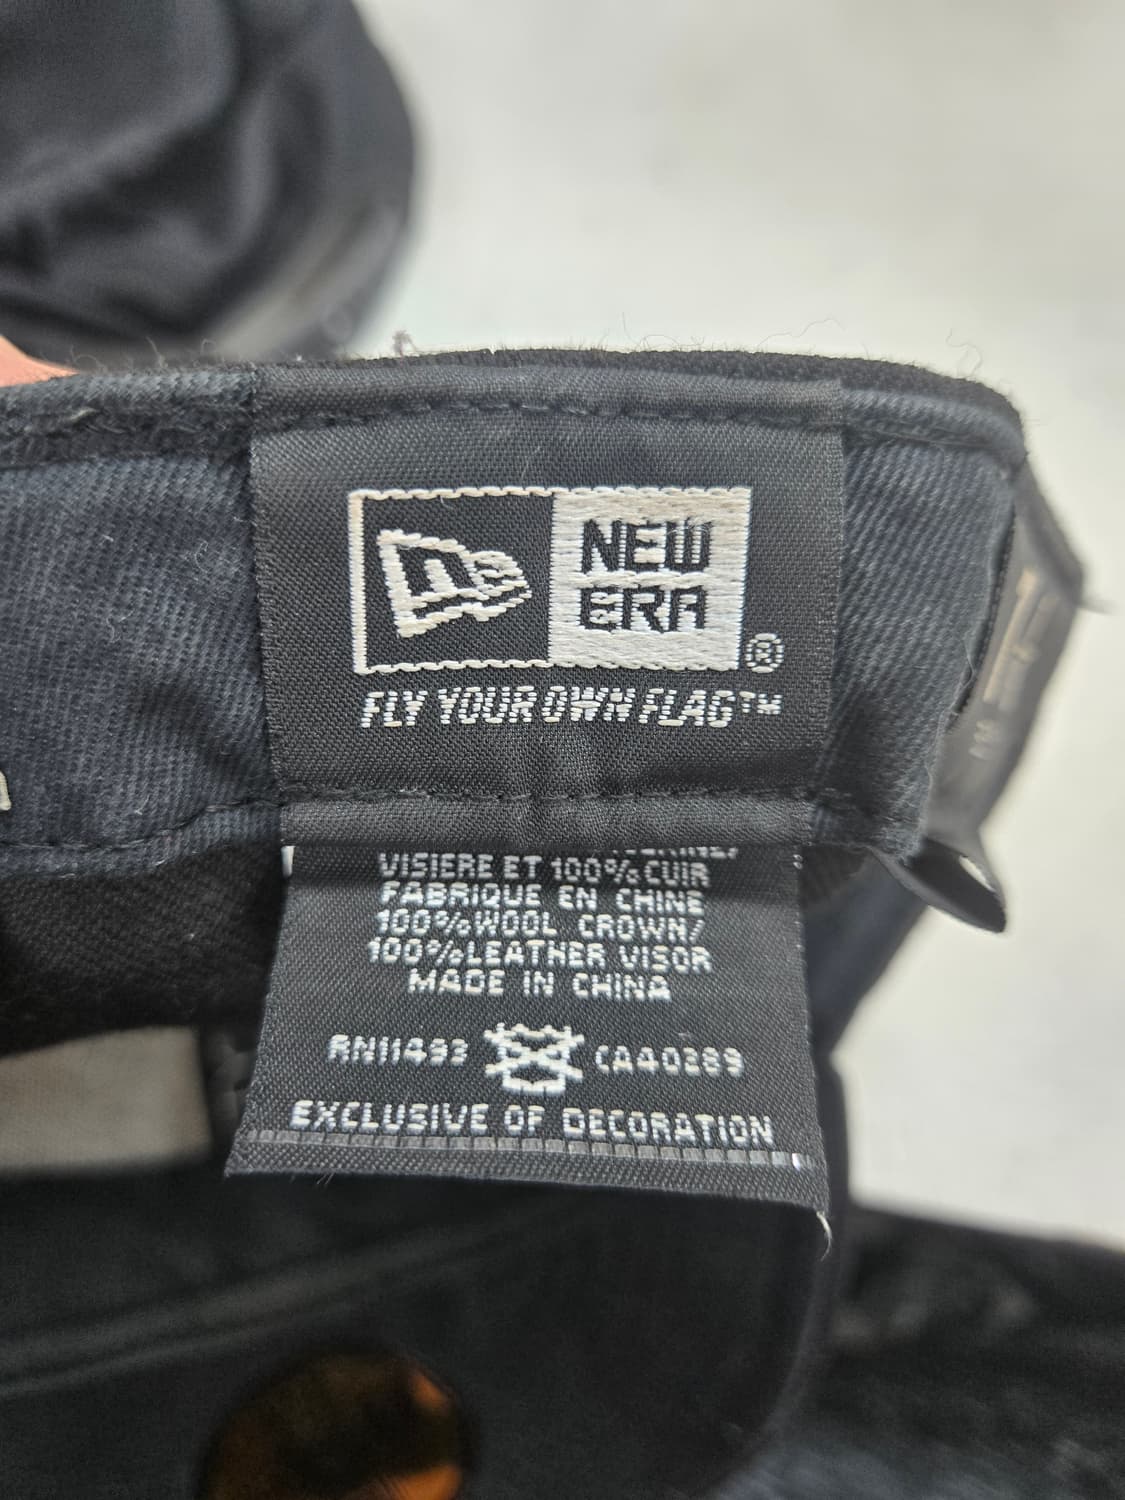 NEW
ERA
®
FLY YOUR OWN FLAG™
VISIERE ET 100% CUIR
FABRIQUE EN CHINE
100% WOOL CROWN/
100% LEATHER VISOR
MADE IN CHINA
RN11493 CA40289
EXCLUSIVE OF DECORATION